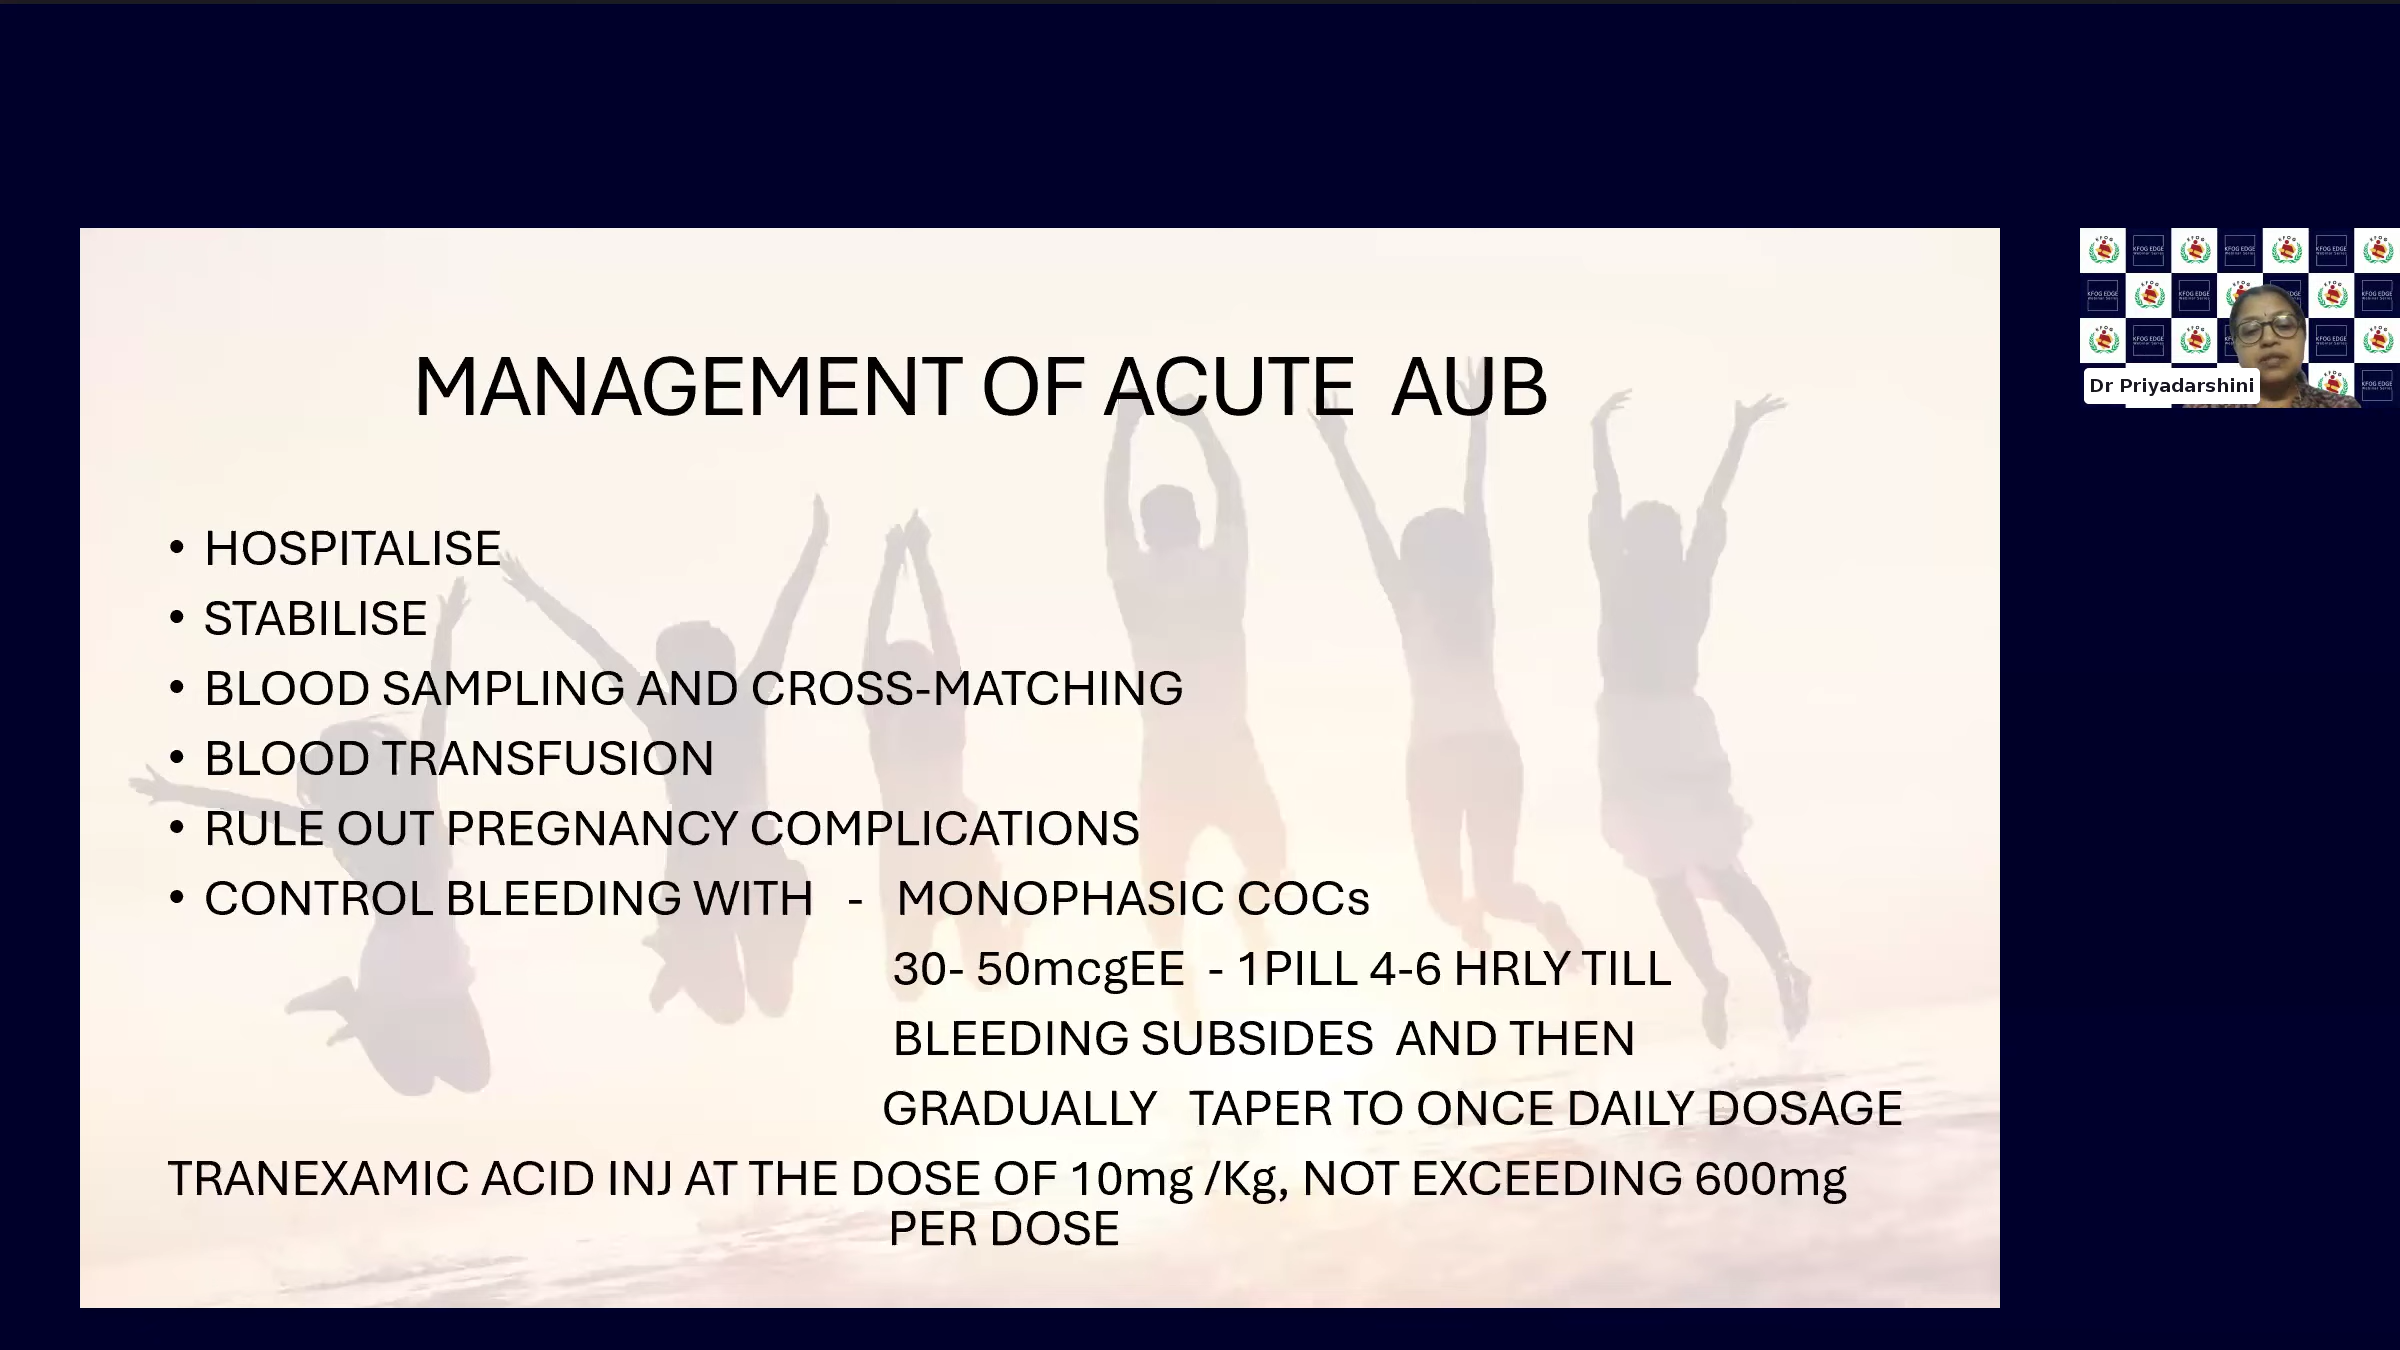 MANAGEMENT OF ACUTE AUB
• HOSPITALISE
• STABILISE
• BLOOD SAMPLING AND CROSS-MATCHING
• BLOOD TRANSFUSION
• RULE OUT PREGNANCY COMPLICATIONS
• CONTROL BLEEDING WITH - MONOPHASIC COCs
30- 50mcgEE - 1PILL 4-6 HRLY TILL
BLEEDING SUBSIDES AND THEN
GRADUALLY TAPER TO ONCE DAILY DOSAGE
TRANEXAMIC ACID INJ AT THE DOSE OF 10mg /Kg, NOT EXCEEDING 600mg
PER DOSE
KFOG EDGE
Dr Priyadarshini